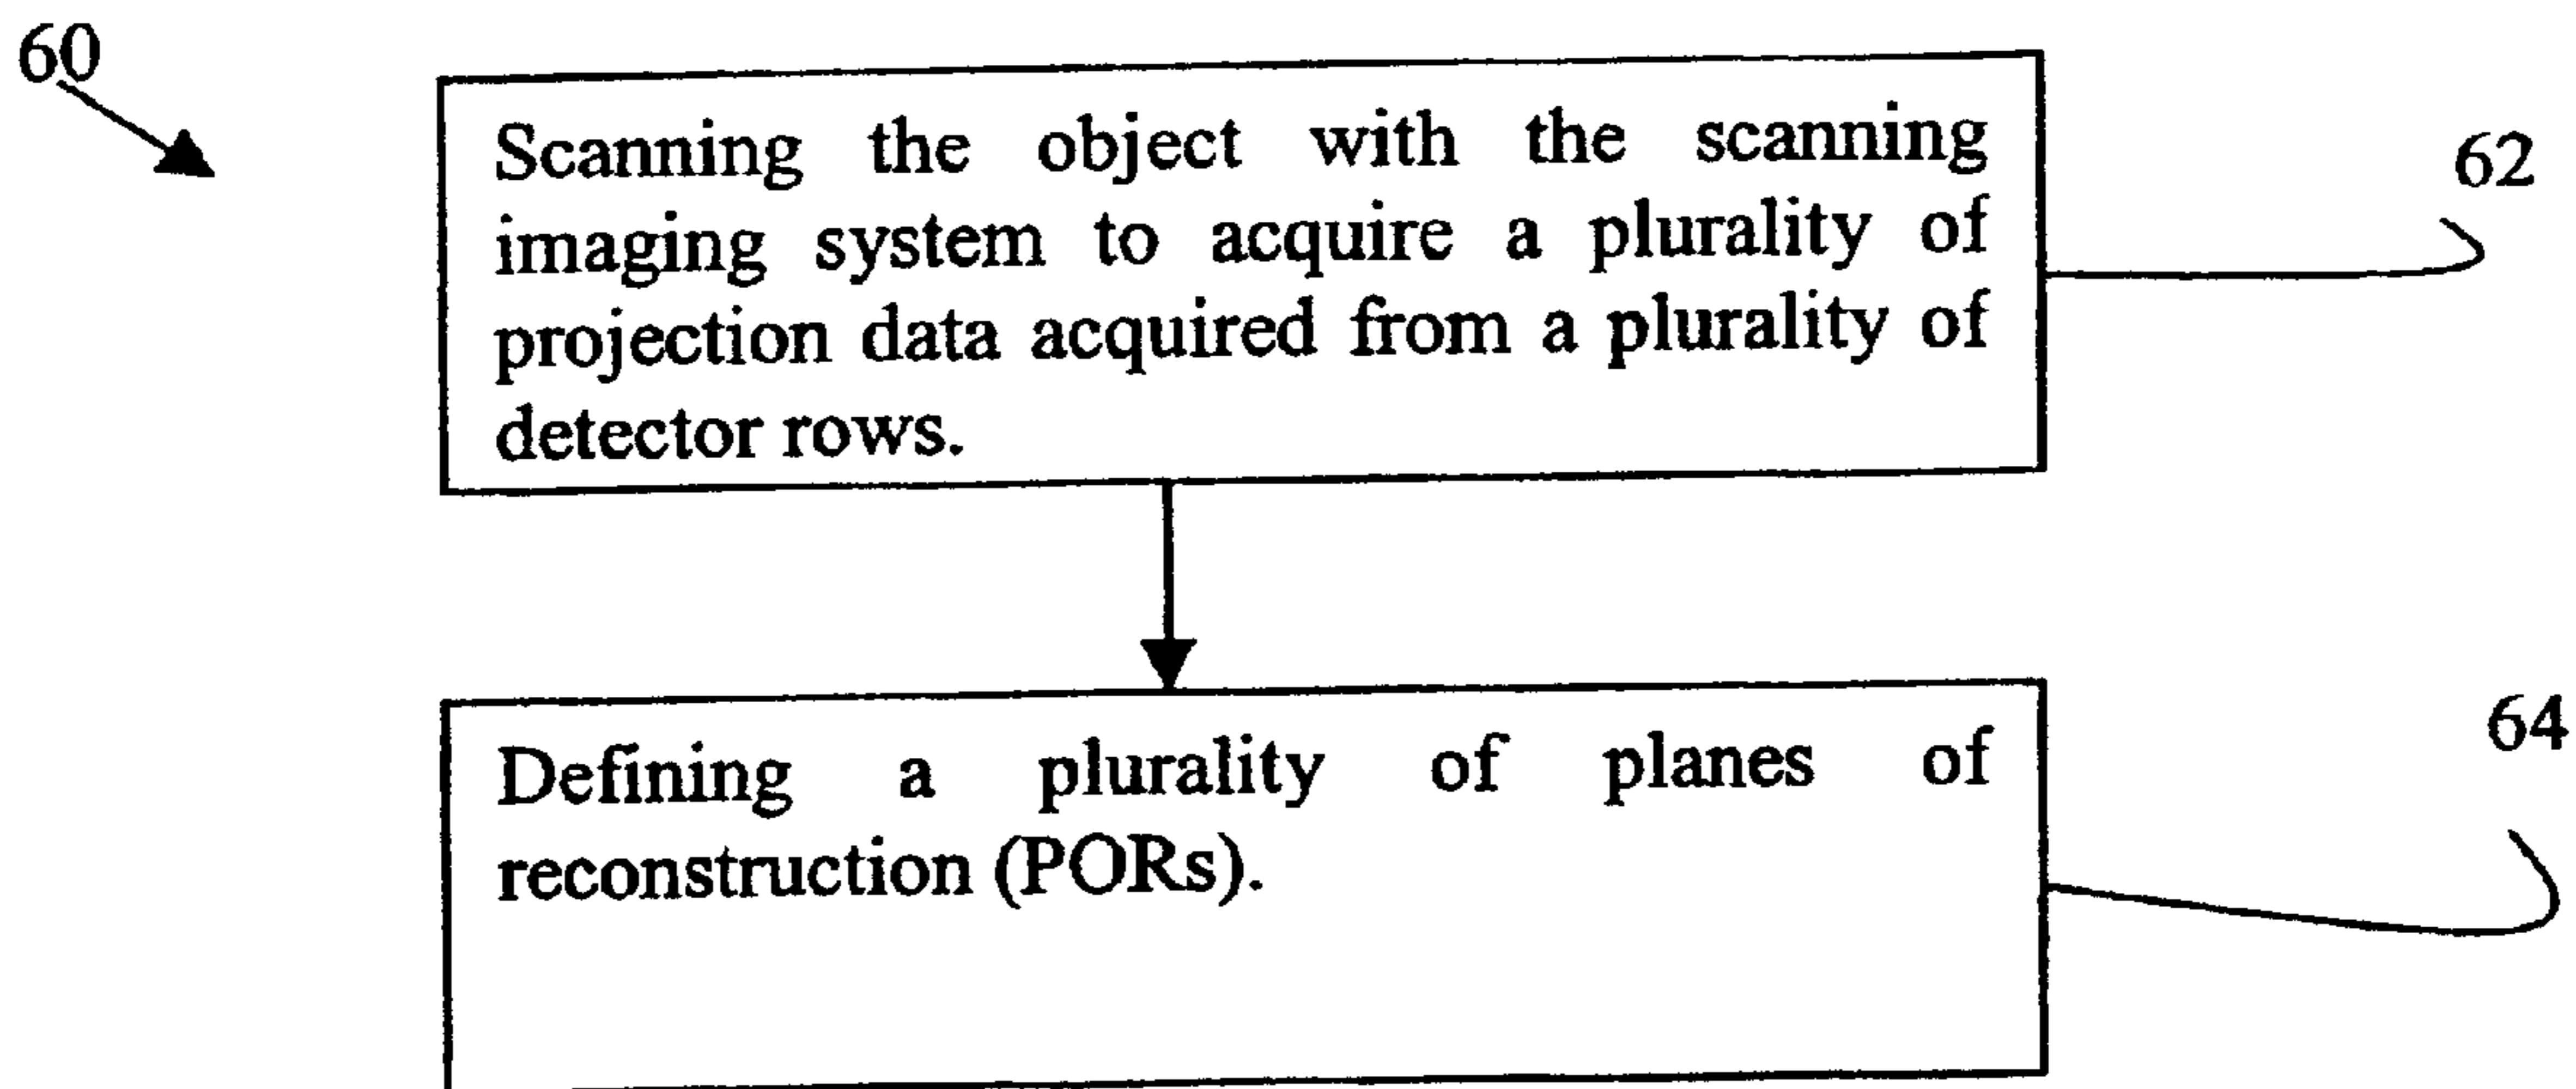 60
Scanning the object with the scanning
imaging system to acquire a plurality of
projection data acquired from a plurality of
detector rows.
62
Defining a plurality of planes of
reconstruction (PORs).
64